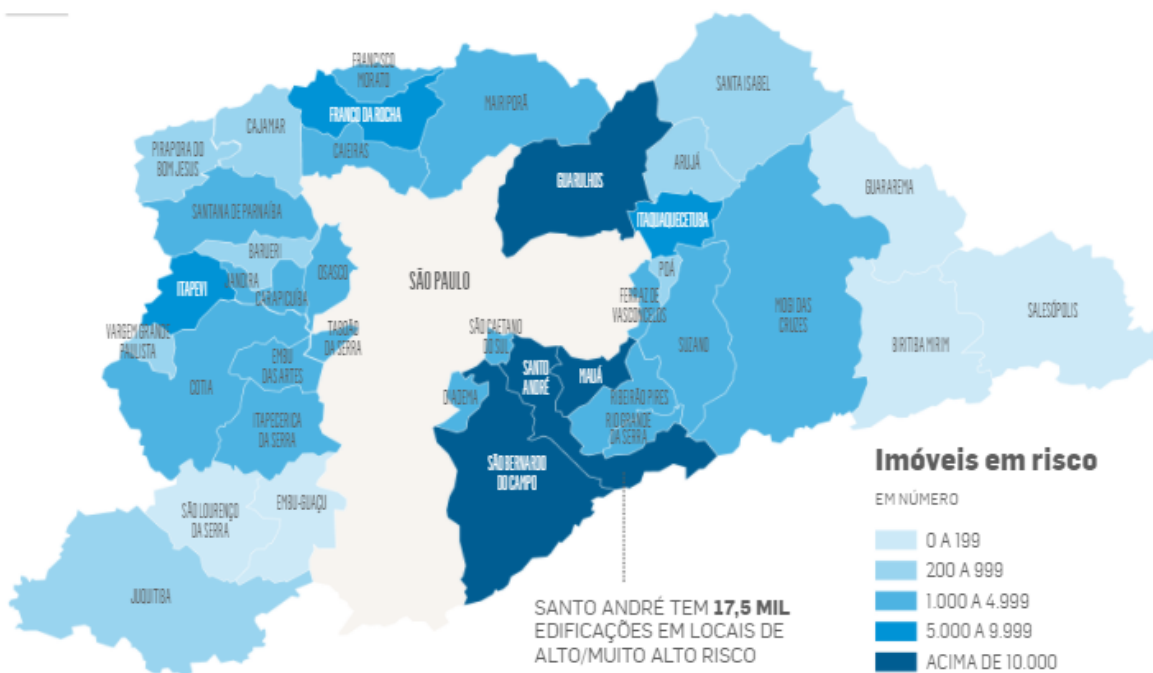 FRANCISCO
MORATO
MAIRIPORÃ
SANTA ISABEL
FRANCO DA ROCHA
CAJAMAR
CAIEIRAS
PIRAPORA DO
BOM JESUS
ARUJÁ
GUARULHOS
GUARAREMA
SANTANA DE PARNAÍBA
ITAQUAQUECETUBA
BARUERI
OSASCO
POÁ
JANDIRA
ITAPEVI
CARAPICUÍBA
SÃO PAULO
FERRAZ DE
VASCONCELOS
MOGI DAS
CRUZES
SALESÓPOLIS
VARGEM GRANDE
PAULISTA
TABOÃO
DA SERRA
SÃO CAETANO
DO SUL
SUZANO
BIRITIBA MIRIM
EMBU
DAS ARTES
SANTO
ANDRÉ
MAUÁ
COTIA
DIADEMA
RIBEIRÃO PIRES
ITAPECERICA
DA SERRA
RIO GRANDE
DA SERRA
SÃO BERNARDO
DO CAMPO
EMBU-GUAÇU
SÃO LOURENÇO
DA SERRA
JUQUITIBA
Imóveis em risco
EM NÚMERO
0 A 199
200 A 999
1.000 A 4.999
5.000 A 9.999
ACIMA DE 10.000
SANTO ANDRÉ TEM 17,5 MIL
EDIFICAÇÕES EM LOCAIS DE
ALTO/MUITO ALTO RISCO